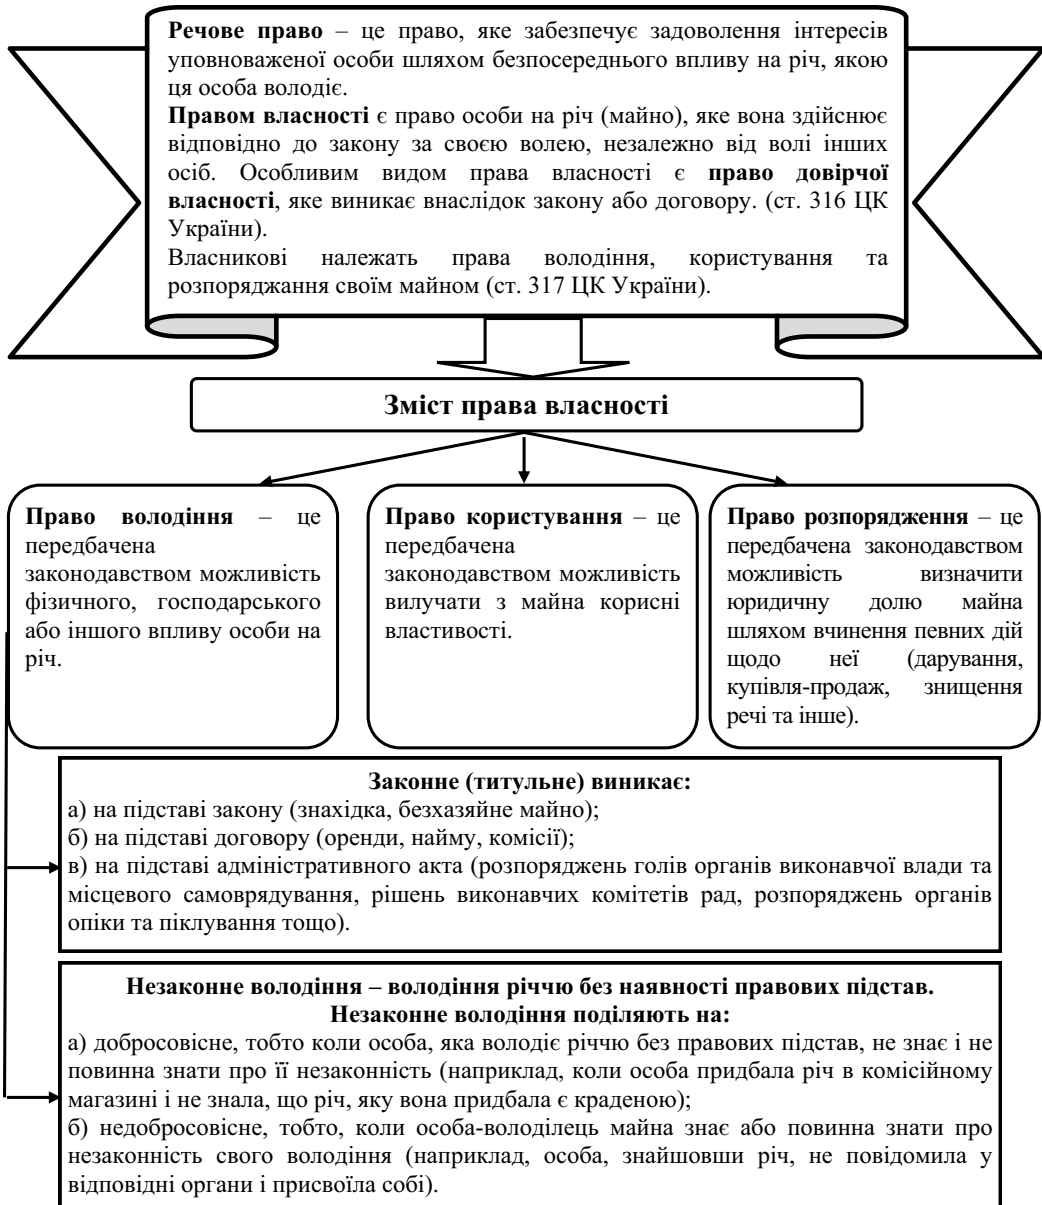 Речове право – це право, яке забезпечує задоволення інтересів
уповноваженої особи шляхом безпосереднього впливу на річ, якою
ця особа володіє.
Правом власності є право особи на річ (майно), яке вона здійснює
відповідно до закону за своєю волею, незалежно від волі інших
осіб. Особливим видом права власності є право довірчої
власності, яке виникає внаслідок закону або договору. (ст. 316 ЦК
України).
Власникові належать права володіння, користування та
розпоряджання своїм майном (ст. 317 ЦК України).
Зміст права власності
Право володіння – це
передбачена
законодавством можливість
фізичного, господарського
або іншого впливу особи на
річ.
Право користування – це
передбачена
законодавством можливість
вилучати з майна корисні
властивості.
Право розпорядження – це
передбачена законодавством
можливість визначити
юридичну долю майна
шляхом вчинення певних дій
щодо неї (дарування,
купівля-продаж, знищення
речі та інше).
Законне (титульне) виникає:
а) на підставі закону (знахідка, безхазяйне майно);
б) на підставі договору (оренди, найму, комісії);
в) на підставі адміністративного акта (розпоряджень голів органів виконавчої влади та
місцевого самоврядування, рішень виконавчих комітетів рад, розпоряджень органів
опіки та піклування тощо).
Незаконне володіння – володіння річчю без наявності правових підстав.
Незаконне володіння поділяють на:
а) добросовісне, тобто коли особа, яка володіє річчю без правових підстав, не знає і не
повинна знати про її незаконність (наприклад, коли особа придбала річ в комісійному
магазині і не знала, що річ, яку вона придбала є краденою);
б) недобросовісне, тобто, коли особа-володілець майна знає або повинна знати про
незаконність свого володіння (наприклад, особа, знайшовши річ, не повідомила у
відповідні органи і присвоїла собі).